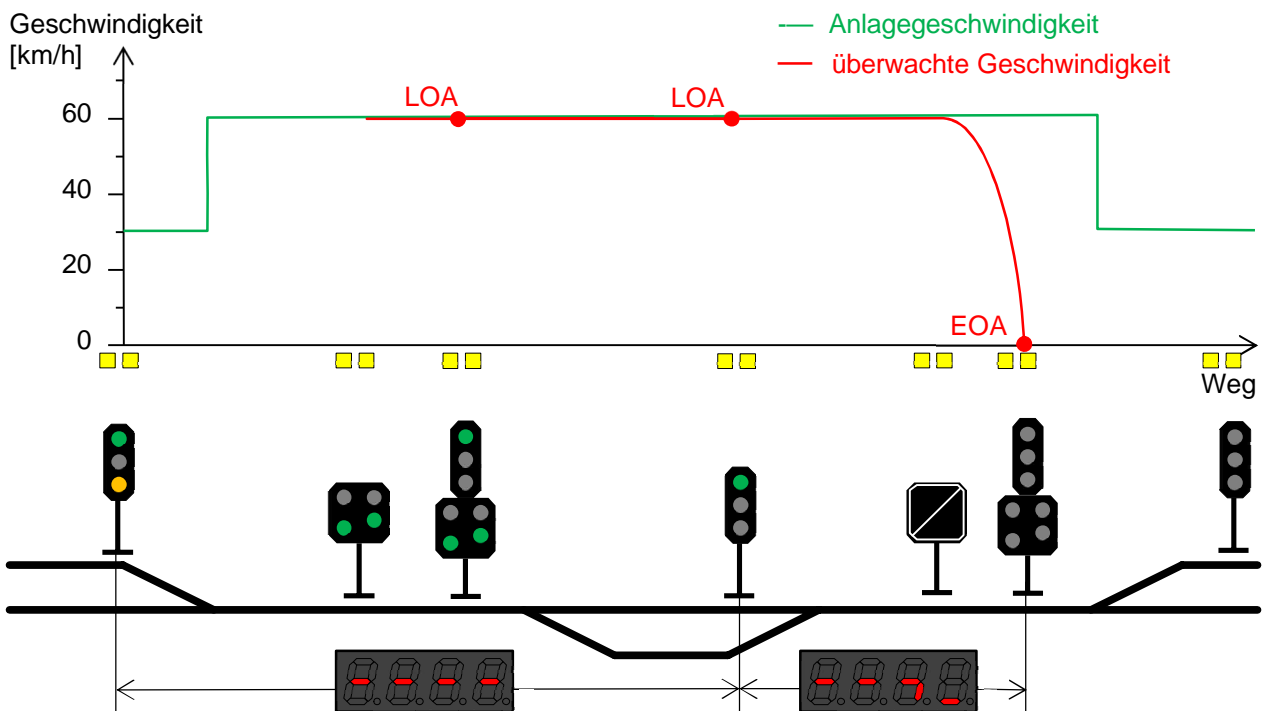 Geschwindigkeit
[km/h]
Anlagegeschwindigkeit
überwachte Geschwindigkeit
LOA
LOA
60
40
20
0
EOA
Weg
- - - -